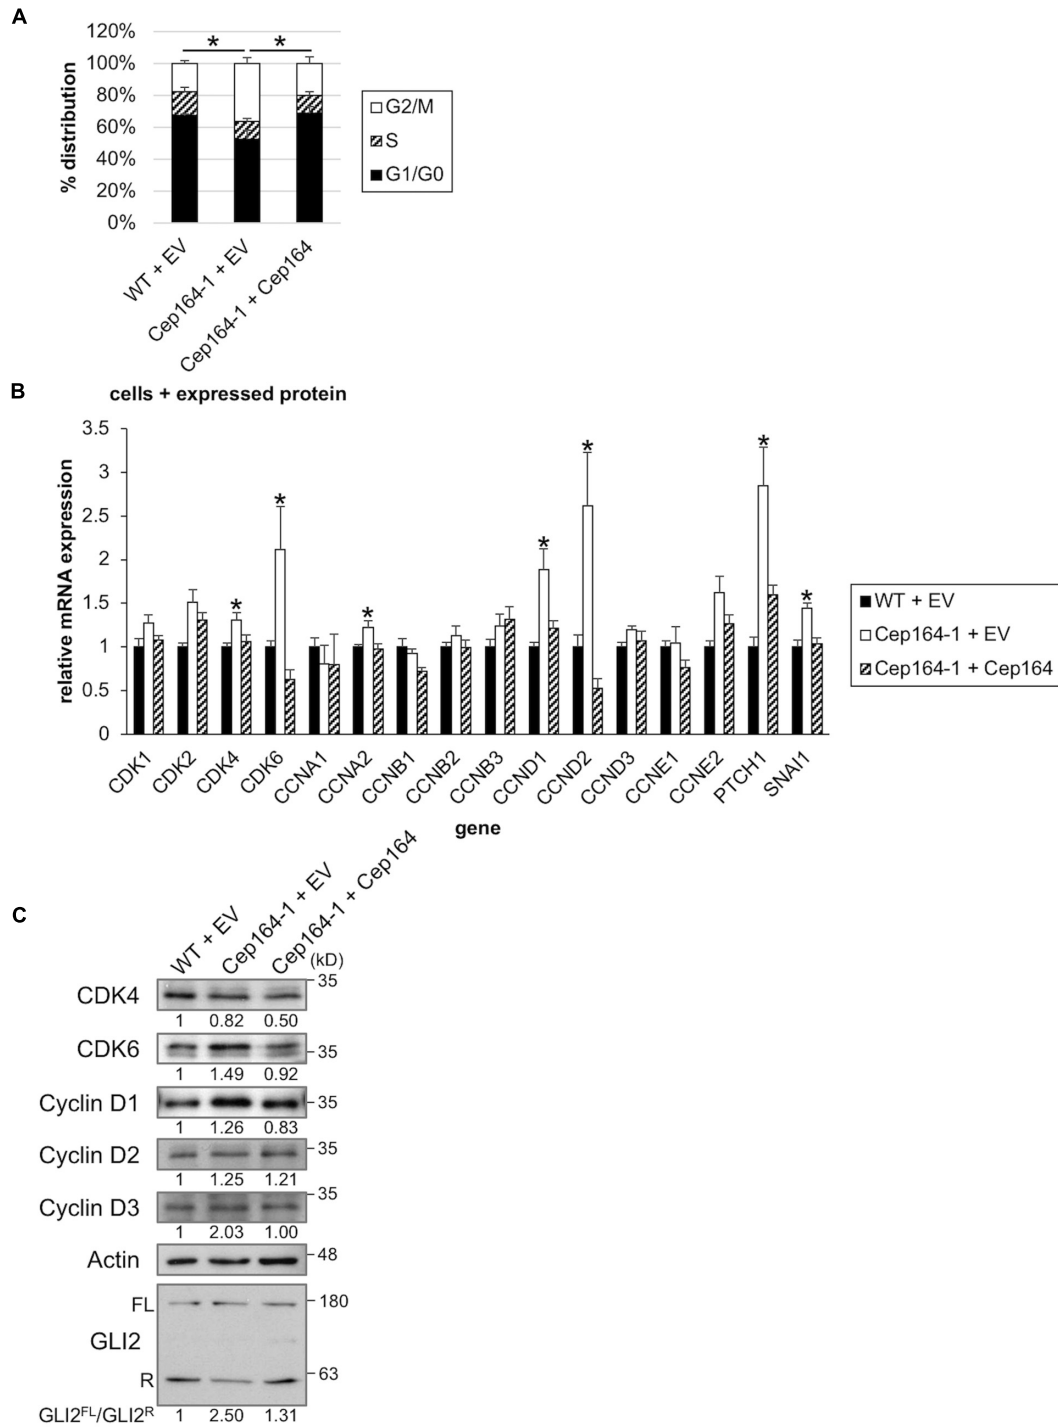 A
120%
* *
100%
80%
60%
40%
20%
0%
% distribution
G2/M
S
G1/G0
WT + EV
Cep164-1 + EV
Cep164-1 + Cep164
cells + expressed protein
B
3.5
3
2.5
2
1.5
1
0.5
0
relative mRNA expression
* * * * * * * *
WT + EV
Cep164-1 + EV
Cep164-1 + Cep164
CDK1
CDK2
CDK4
CDK6
CCNA1
CCNA2
CCNB1
CCNB2
CCNB3
CCND1
CCND2
CCND3
CCNE1
CCNE2
PTCH1
SNAI1
gene
C
WT + EV
Cep164-1 + EV
Cep164-1 + Cep164
(kD)
CDK4 35
1 0.82 0.50
CDK6 35
1 1.49 0.92
Cyclin D1 35
1 1.26 0.83
Cyclin D2 35
1 1.25 1.21
Cyclin D3 35
1 2.03 1.00
Actin 48
FL 180
GLI2
R 63
GLI2FL/GLI2R 1 2.50 1.31